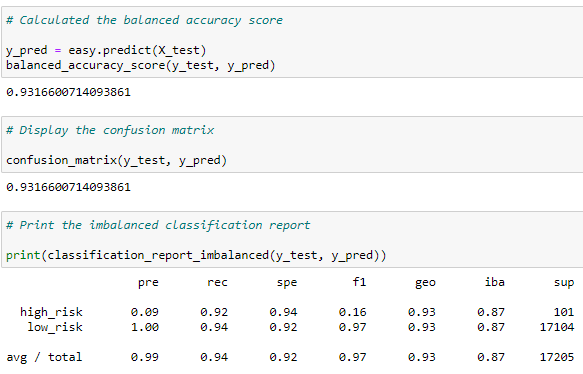 # Calculated the balanced accuracy score
y_pred = easy.predict(X_test)
balanced_accuracy_score(y_test, y_pred)
0.9316600714093861
# Display the confusion matrix
confusion_matrix(y_test, y_pred)
0.9316600714093861
# Print the imbalanced classification report
print(classification_report_imbalanced(y_test, y_pred))
pre rec spe f1 geo iba sup
high_risk 0.09 0.92 0.94 0.16 0.93 0.87 101
low_risk 1.00 0.94 0.92 0.97 0.93 0.87 17104
avg / total 0.99 0.94 0.92 0.97 0.93 0.87 17205